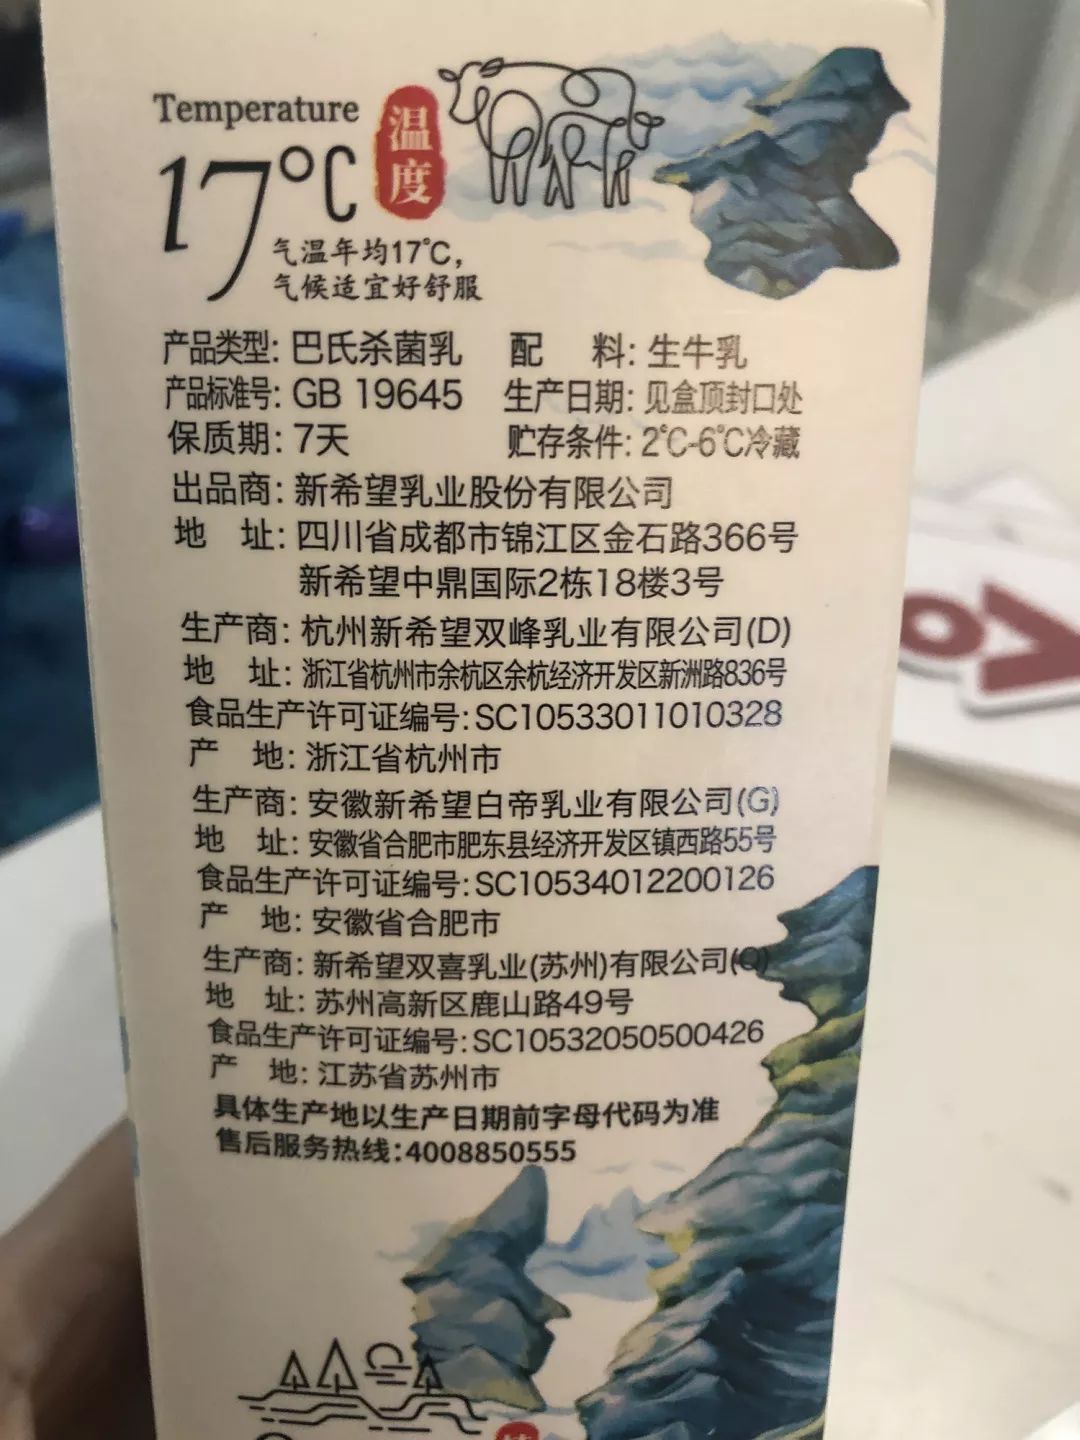 Temperature
温度
17℃
气温年均17℃，
气候适宜好舒服
产品类型: 巴氏杀菌乳 配 料: 生牛乳
产品标准号: GB 19645 生产日期: 见盒顶封口处
保质期: 7天 贮存条件: 2℃-6℃冷藏
出品商: 新希望乳业股份有限公司
地 址: 四川省成都市锦江区金石路366号
新希望中鼎国际2栋18楼3号
生产商: 杭州新希望双峰乳业有限公司(D)
地 址: 浙江省杭州市余杭区余杭经济开发区新洲路836号
食品生产许可证编号: SC10533011010328
产 地: 浙江省杭州市
生产商: 安徽新希望白帝乳业有限公司(G)
地 址: 安徽省合肥市肥东县经济开发区镇西路55号
食品生产许可证编号: SC10534012200126
产 地: 安徽省合肥市
生产商: 新希望双喜乳业(苏州)有限公司(Q)
地 址: 苏州高新区鹿山路49号
食品生产许可证编号: SC10532050500426
产 地: 江苏省苏州市
具体生产地以生产日期前字母代码为准
售后服务热线: 4008850555